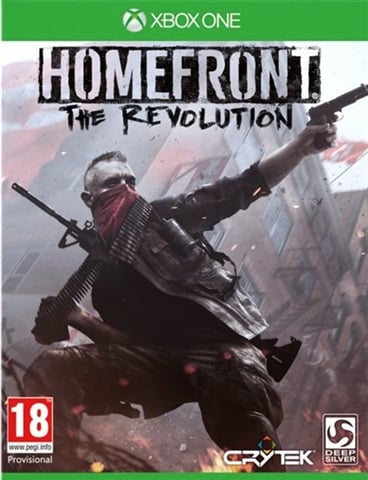 XBOX ONE
HOMEFRONT
THE REVOLUTION
18
www.pegi.info
Provisional
CRYTEK
DEEP
SILVER